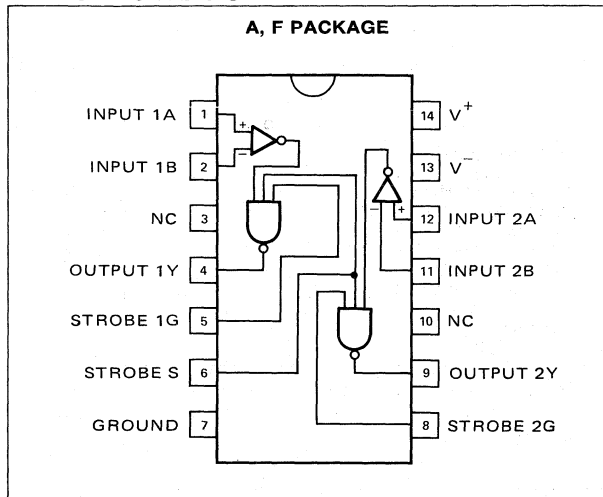 A, F PACKAGE
INPUT 1A 1
INPUT 1B 2
NC 3
OUTPUT 1Y 4
STROBE 1G 5
STROBE S 6
GROUND 7
+
−
14 V+
13 V−
12 INPUT 2A
11 INPUT 2B
10 NC
9 OUTPUT 2Y
8 STROBE 2G
−
+